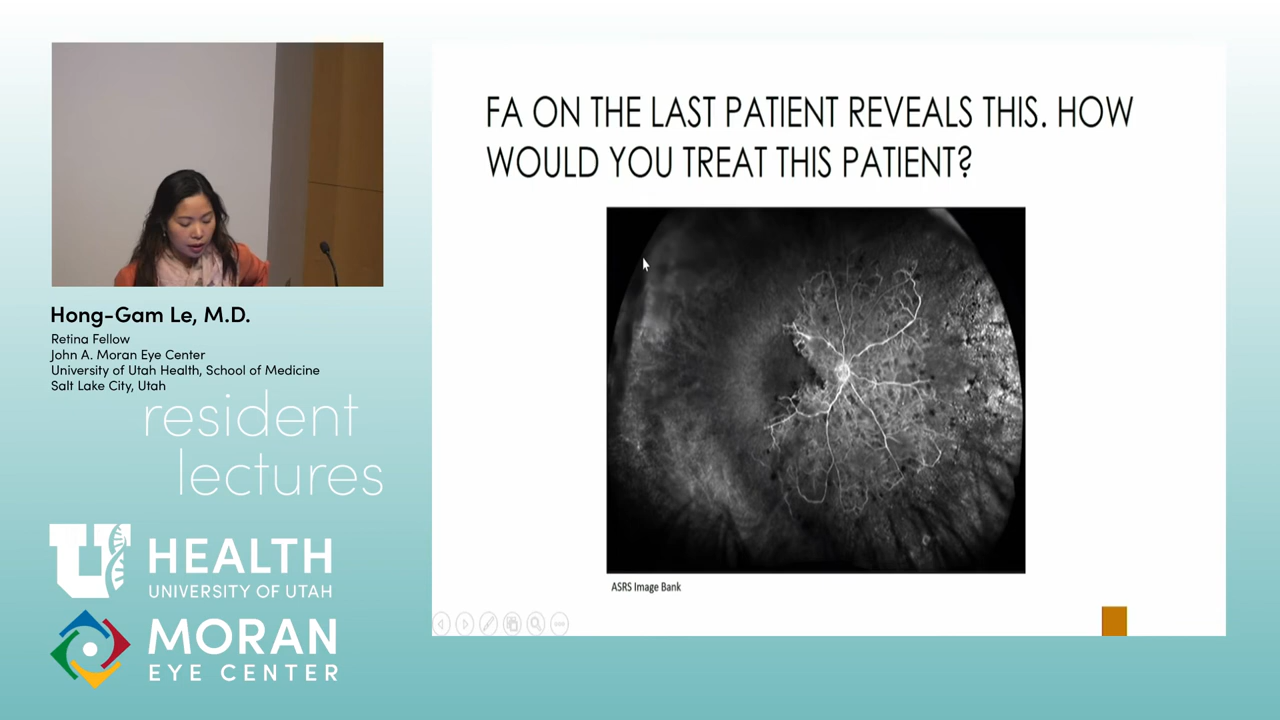 FA ON THE LAST PATIENT REVEALS THIS. HOW
WOULD YOU TREAT THIS PATIENT?
ASRS Image Bank
Hong-Gam Le, M.D.
Retina Fellow
John A. Moran Eye Center
University of Utah Health, School of Medicine
Salt Lake City, Utah
resident
lectures
U HEALTH
UNIVERSITY OF UTAH
MORAN
EYE CENTER